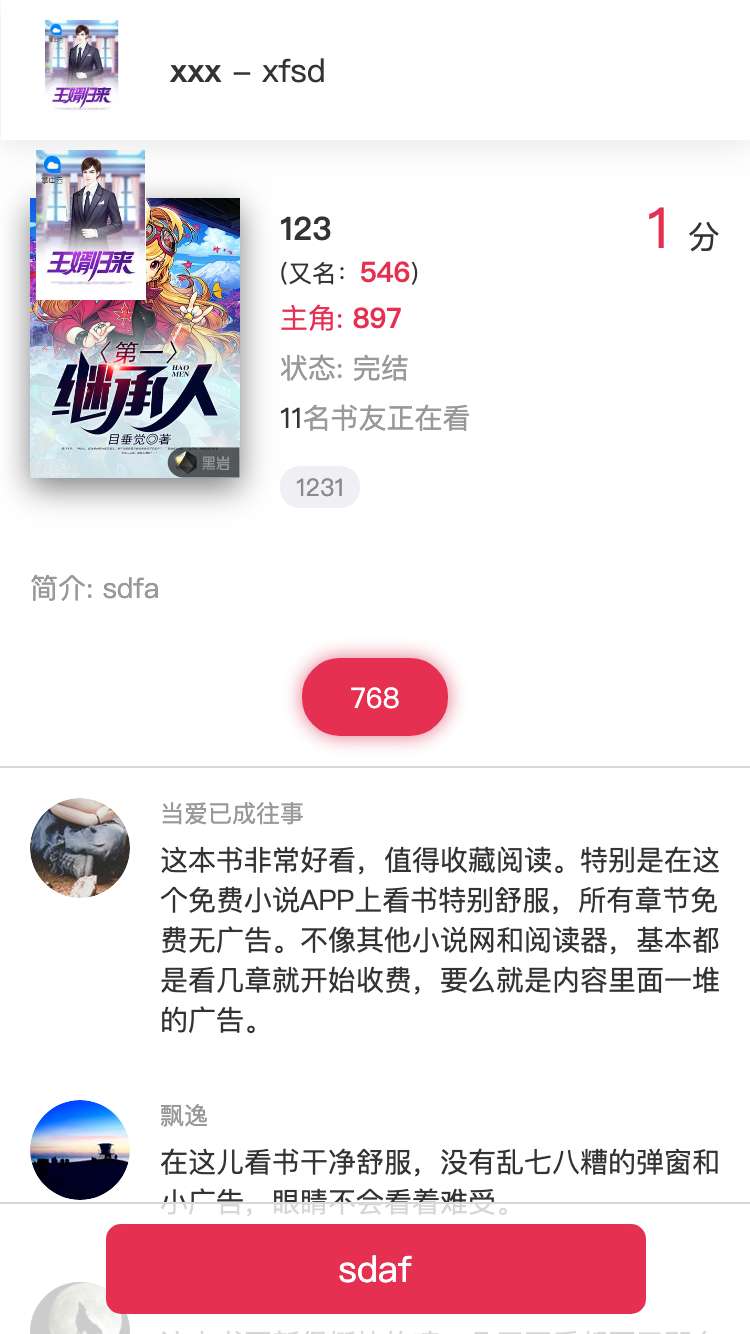 王婿归来
xxx – xfsd
王婿归来
123
1 分
(又名：546)
主角: 897
状态: 完结
11名书友正在看
1231
〈第一〉
继承人
HAO
MEN
目垂觉◎著
黑岩
简介: sdfa
768
当爱已成往事
这本书非常好看，值得收藏阅读。特别是在这
个免费小说APP上看书特别舒服，所有章节免
费无广告。不像其他小说网和阅读器，基本都
是看几章就开始收费，要么就是内容里面一堆
的广告。
飘逸
在这儿看书干净舒服，没有乱七八糟的弹窗和
小广告，眼睛不会看着难受。
sdaf